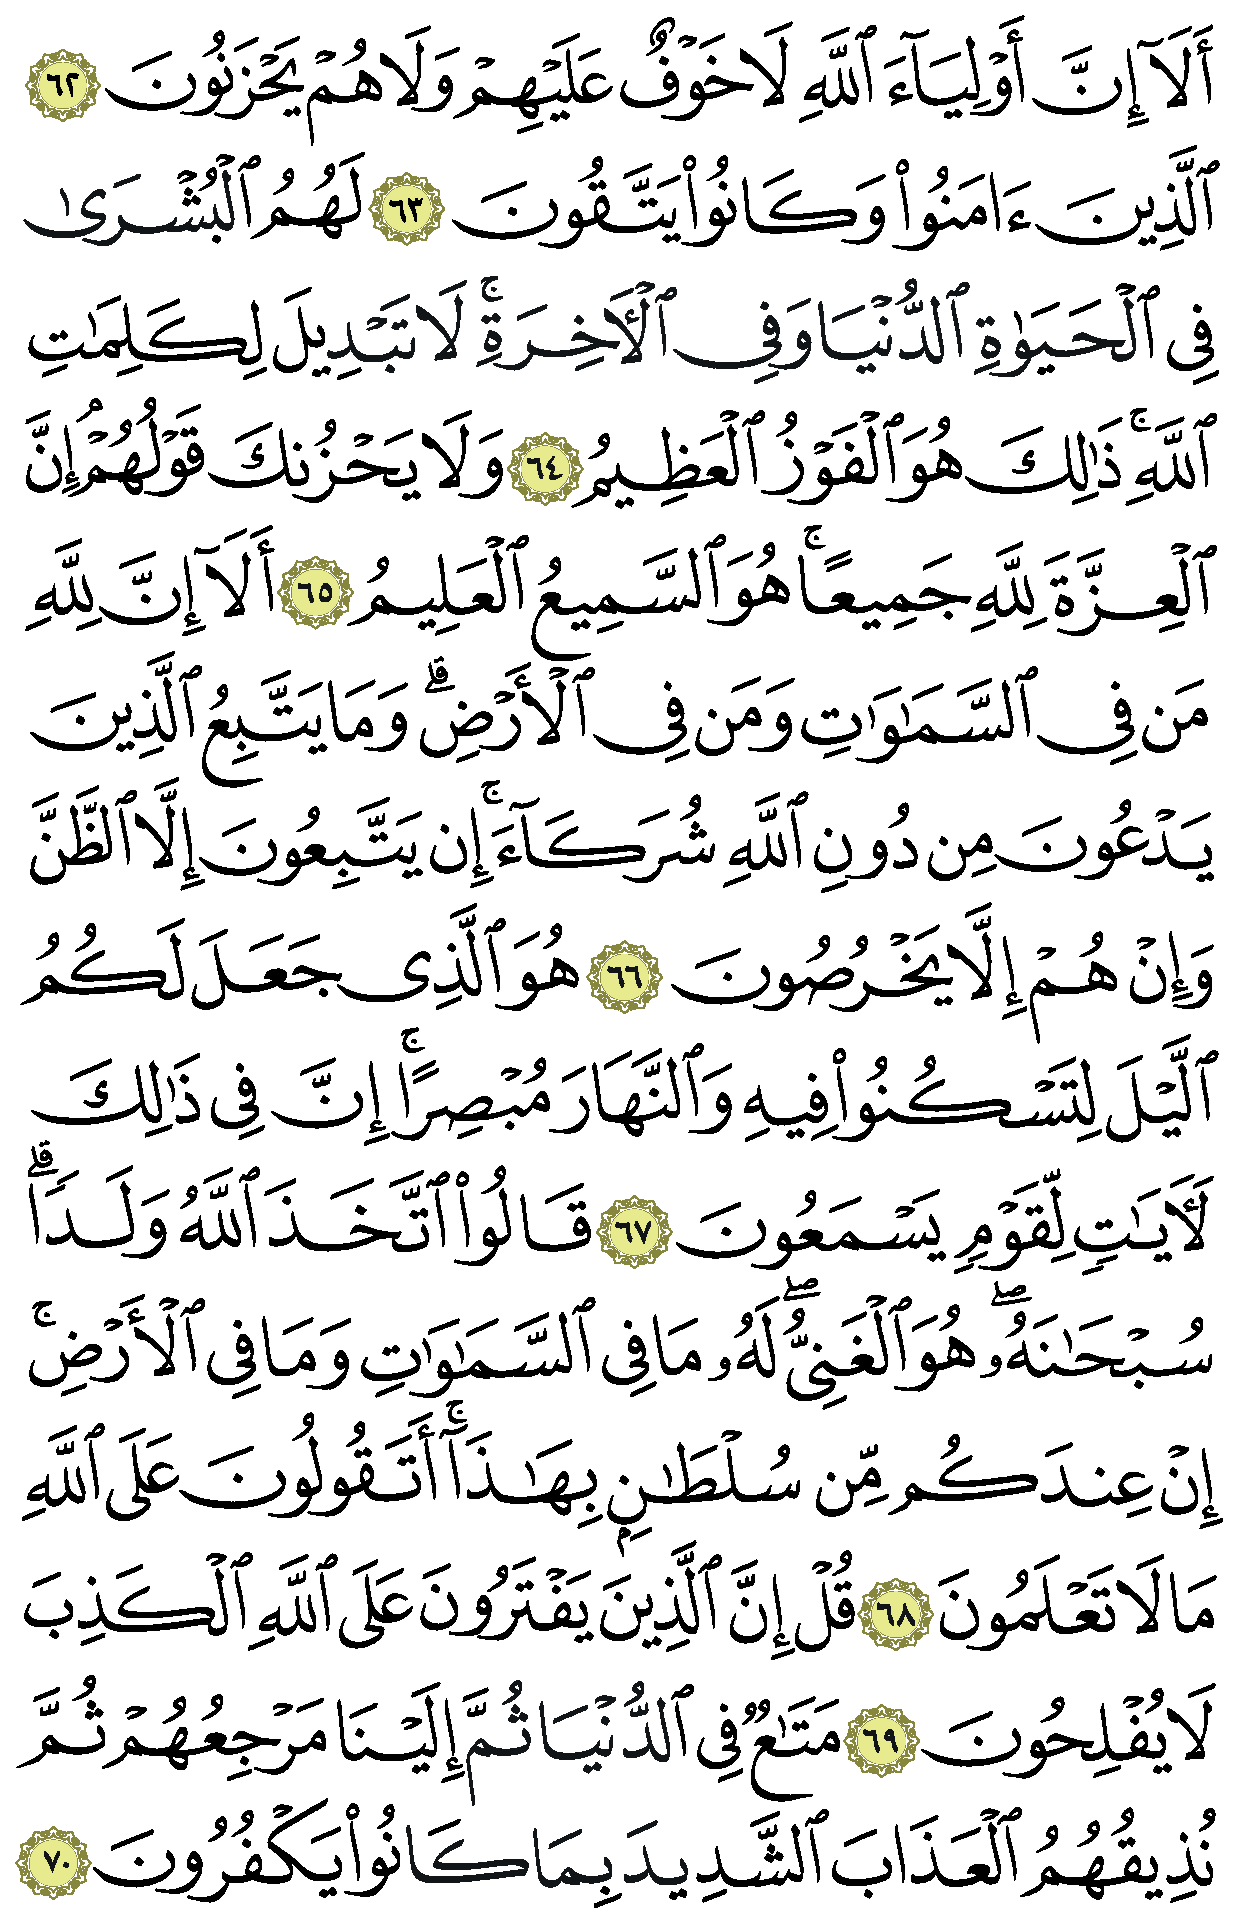 أَلَآ إِنَّ أَوْلِيَآءَ ٱللَّهِ لَا خَوْفٌ عَلَيْهِمْ وَلَا هُمْ يَحْزَنُونَ ٦٢
ٱلَّذِينَ ءَامَنُوا۟ وَكَانُوا۟ يَتَّقُونَ ٦٣ لَهُمُ ٱلْبُشْرَىٰ
فِى ٱلْحَيَوٰةِ ٱلدُّنْيَا وَفِى ٱلْـَٔاخِرَةِ ۚ لَا تَبْدِيلَ لِكَلِمَـٰتِ
ٱللَّهِ ۚ ذَٰلِكَ هُوَ ٱلْفَوْزُ ٱلْعَظِيمُ ٦٤ وَلَا يَحْزُنكَ قَوْلُهُمْ ۘ إِنَّ
ٱلْعِزَّةَ لِلَّهِ جَمِيعًا ۚ هُوَ ٱلسَّمِيعُ ٱلْعَلِيمُ ٦٥ أَلَآ إِنَّ لِلَّهِ
مَن فِى ٱلسَّمَـٰوَٰتِ وَمَن فِى ٱلْأَرْضِ ۗ وَمَا يَتَّبِعُ ٱلَّذِينَ
يَدْعُونَ مِن دُونِ ٱللَّهِ شُرَكَآءَ ۚ إِن يَتَّبِعُونَ إِلَّا ٱلظَّنَّ
وَإِنْ هُمْ إِلَّا يَخْرُصُونَ ٦٦ هُوَ ٱلَّذِى جَعَلَ لَكُمُ
ٱلَّيْلَ لِتَسْكُنُوا۟ فِيهِ وَٱلنَّهَارَ مُبْصِرًا ۚ إِنَّ فِى ذَٰلِكَ
لَـَٔايَـٰتٍ لِّقَوْمٍ يَسْمَعُونَ ٦٧ قَالُوا۟ ٱتَّخَذَ ٱللَّهُ وَلَدًا ۗ
سُبْحَـٰنَهُۥ ۖ هُوَ ٱلْغَنِىُّ ۖ لَهُۥ مَا فِى ٱلسَّمَـٰوَٰتِ وَمَا فِى ٱلْأَرْضِ ۚ
إِنْ عِندَكُم مِّن سُلْطَـٰنٍۭ بِهَـٰذَآ ۚ أَتَقُولُونَ عَلَى ٱللَّهِ
مَا لَا تَعْلَمُونَ ٦٨ قُلْ إِنَّ ٱلَّذِينَ يَفْتَرُونَ عَلَى ٱللَّهِ ٱلْكَذِبَ
لَا يُفْلِحُونَ ٦٩ مَتَـٰعٌ فِى ٱلدُّنْيَا ثُمَّ إِلَيْنَا مَرْجِعُهُمْ ثُمَّ
نُذِيقُهُمُ ٱلْعَذَابَ ٱلشَّدِيدَ بِمَا كَانُوا۟ يَكْفُرُونَ ٧٠